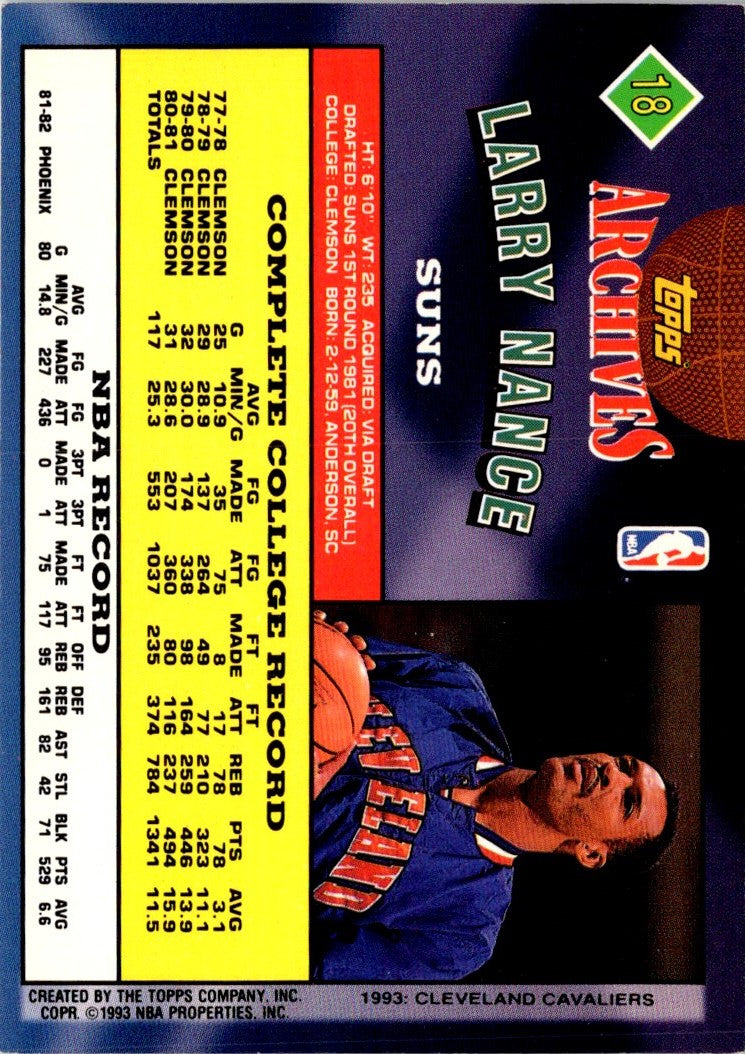 18
topps
ARCHIVES
NBA
LARRY NANCE
SUNS
HT: 6'10" WT: 235 ACQUIRED: VIA DRAFT
DRAFTED: SUNS 1ST ROUND 1981 (20TH OVERALL)
COLLEGE: CLEMSON BORN: 2-12-59, ANDERSON, SC
CLEVELAND
1993: CLEVELAND CAVALIERS
COMPLETE COLLEGE RECORD
AVG FG FG FT FT
G MIN/G MADE ATT MADE ATT REB PTS AVG
77-78 CLEMSON 25 10.9 35 75 8 17 78 78 3.1
78-79 CLEMSON 29 28.9 137 264 49 77 210 323 11.1
79-80 CLEMSON 32 30.0 174 338 98 164 259 446 13.9
80-81 CLEMSON 31 28.6 207 360 80 116 237 494 15.9
TOTALS 117 25.3 553 1037 235 374 784 1341 11.5
NBA RECORD
AVG FG FG 3PT 3PT FT FT OFF DEF
G MIN/G MADE ATT MADE ATT MADE ATT REB REB AST STL BLK PTS AVG
81-82 PHOENIX 80 14.8 227 436 0 1 75 117 95 161 82 42 71 529 6.6
CREATED BY THE TOPPS COMPANY, INC.
COPR. ©1993 NBA PROPERTIES, INC.